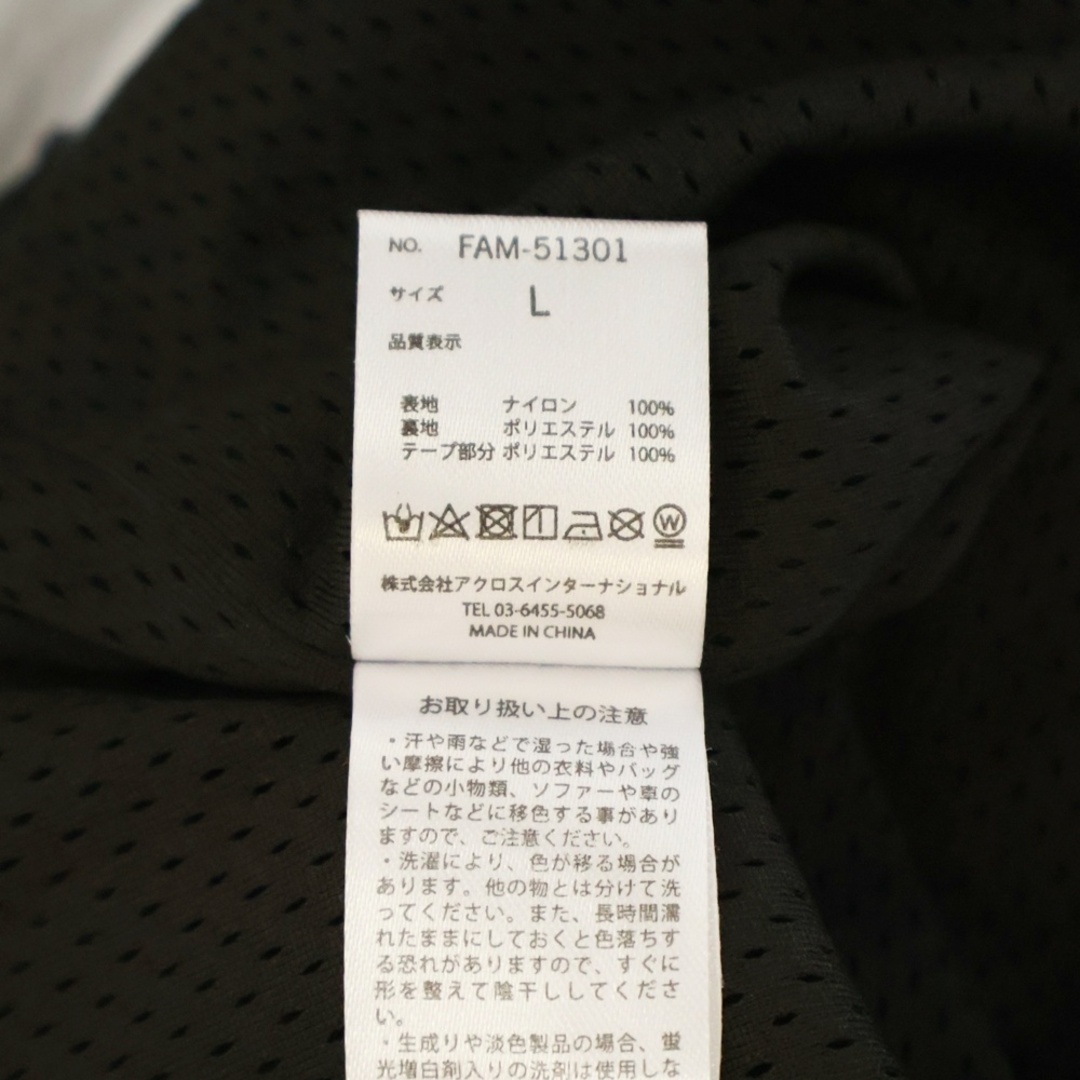 NO. FAM-51301
サイズ L
品質表示
表地 ナイロン 100%
裏地 ポリエステル 100%
テープ部分 ポリエステル 100%
W
株式会社アクロスインターナショナル
TEL 03-6455-5068
MADE IN CHINA
お取り扱い上の注意
・汗や雨などで湿った場合や強
い摩擦により他の衣料やバッグ
などの小物類、ソファーや車の
シートなどに移色する事があり
ますので、ご注意ください。
・洗濯により、色が移る場合が
あります。他の物とは分けて洗
ってください。また、長時間濡
れたままにしておくと色落ちす
る恐れがありますので、すぐに
形を整えて陰干ししてくださ
い。
・生成りや淡色製品の場合、蛍
光増白剤入りの洗剤は使用しな